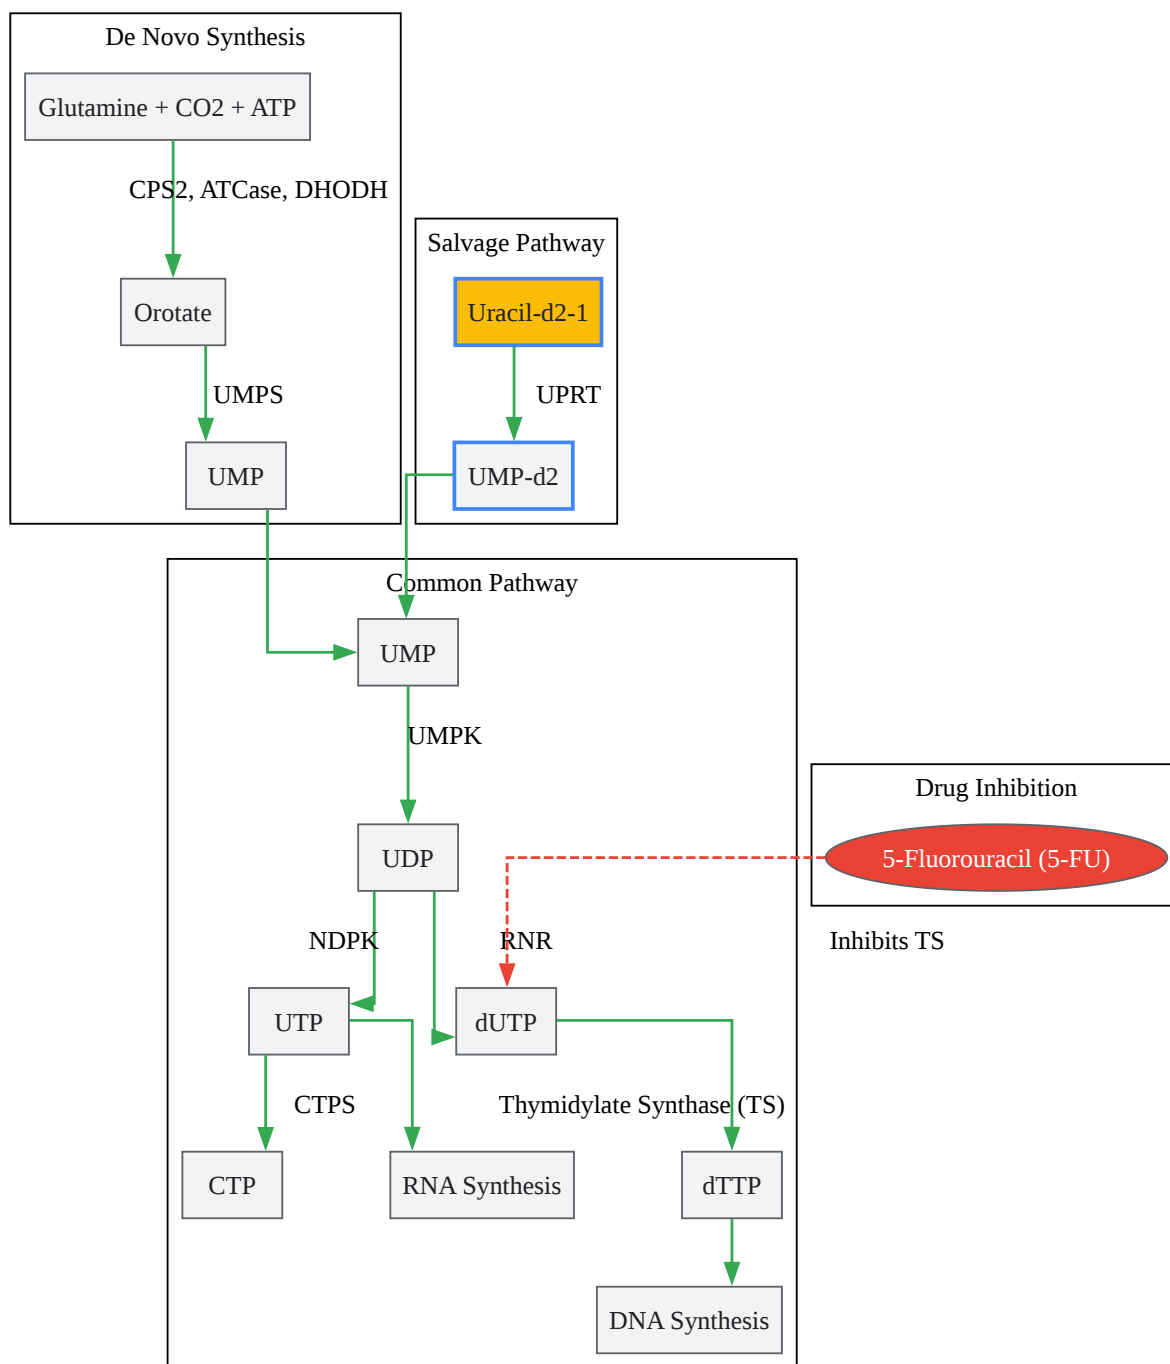 De Novo Synthesis
Glutamine + CO2 + ATP
CPS2, ATCase, DHODH
Salvage Pathway
Orotate
Uracil-d2-1
UMPS
UPRT
UMP
UMP-d2
Common Pathway
UMP
UMPK
Drug Inhibition
UDP
5-Fluorouracil (5-FU)
NDPK
RNR
Inhibits TS
UTP
dUTP
CTPS
Thymidylate Synthase (TS)
CTP
RNA Synthesis
dTTP
DNA Synthesis